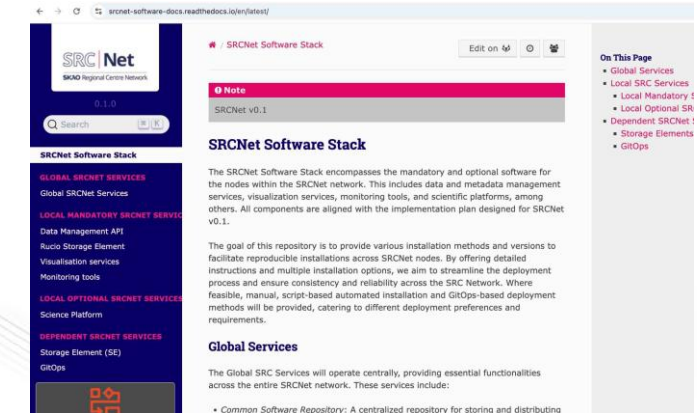 srcnet-software-docs.readthedocs.io/en/latest/
SRC Net
SKAO Regional Centre Network
0.1.0
Search
⌘ K
SRCNet Software Stack
GLOBAL SRCNET SERVICES
Global SRCNet Services
LOCAL MANDATORY SRCNET SERVIC
Data Management API
Rucio Storage Element
Visualisation services
Monitoring tools
LOCAL OPTIONAL SRCNET SERVICES
Science Platform
DEPENDENT SRCNET SERVICES
Storage Element (SE)
GitOps
/ SRCNet Software Stack
Edit on
Note
SRCNet v0.1
SRCNet Software Stack
The SRCNet Software Stack encompasses the mandatory and optional software for
the nodes within the SRCNet network. This includes data and metadata management
services, visualization services, monitoring tools, and scientific platforms, among
others. All components are aligned with the implementation plan designed for SRCNet
v0.1.
The goal of this repository is to provide various installation methods and versions to
facilitate reproducible installations across SRCNet nodes. By offering detailed
instructions and multiple installation options, we aim to streamline the deployment
process and ensure consistency and reliability across the SRC Network. Where
feasible, manual, script-based automated installation and GitOps-based deployment
methods will be provided, catering to different deployment preferences and
requirements.
Global Services
The Global SRC Services will operate centrally, providing essential functionalities
across the entire SRCNet network. These services include:
• Common Software Repository: A centralized repository for storing and distributing
On This Page
• Global Services
• Local SRC Services
• Local Mandatory S
• Local Optional SR
• Dependent SRCNet S
• Storage Elements
• GitOps